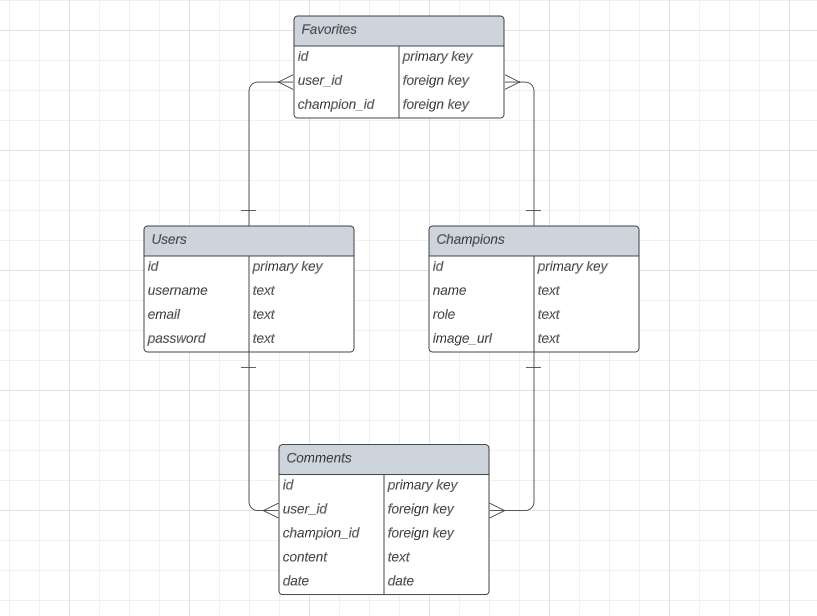 Favorites
id primary key
user_id foreign key
champion_id foreign key
Users
id primary key
username text
email text
password text
Champions
id primary key
name text
role text
image_url text
Comments
id primary key
user_id foreign key
champion_id foreign key
content text
date date